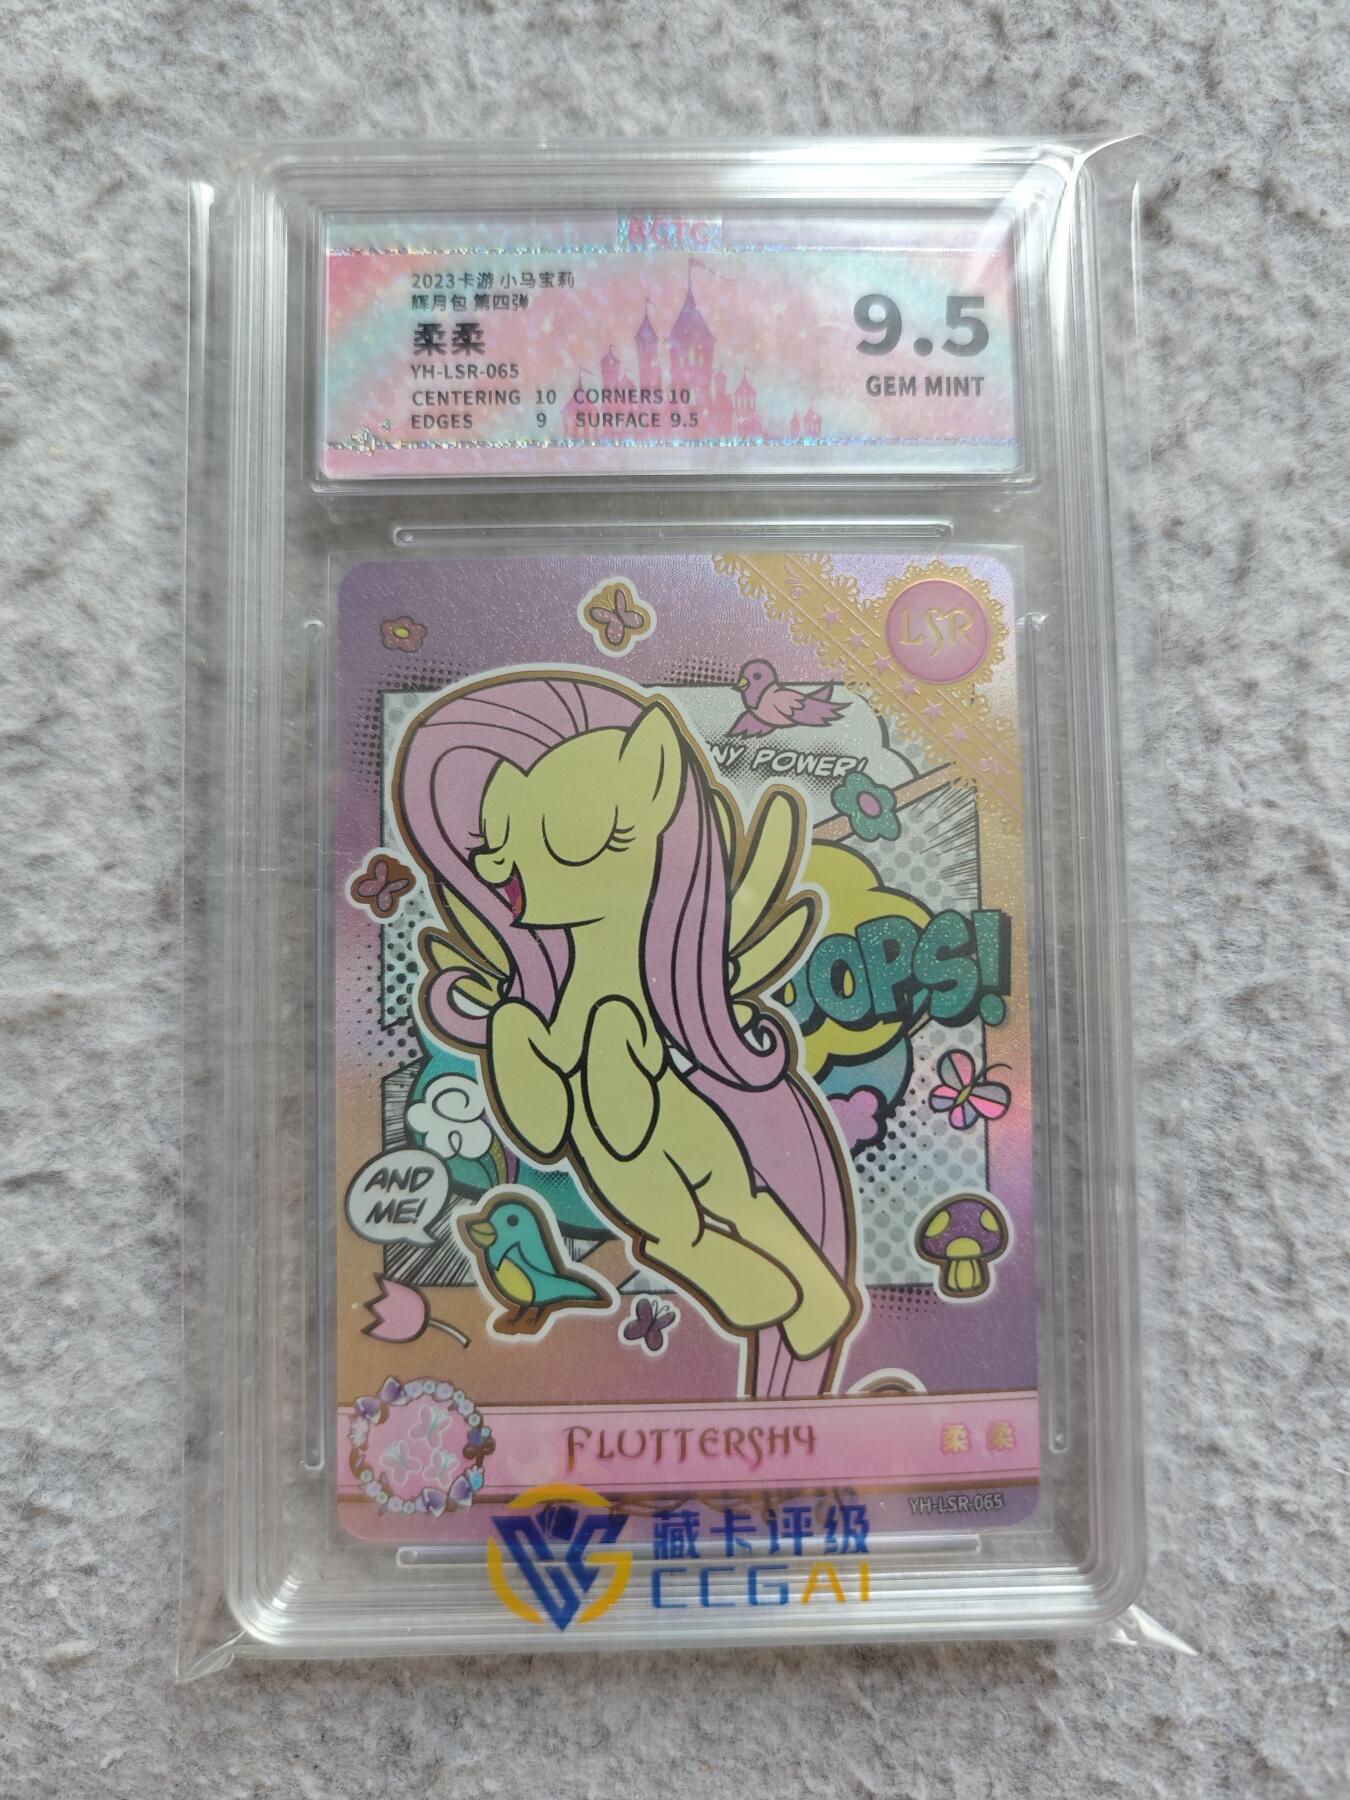 CCTC
2023卡游 小马宝莉
辉月包 第四弹
柔柔
YH-LSR-065
CENTERING 10 CORNERS 10
EDGES 9 SURFACE 9.5
9.5
GEM MINT
LSR
NY POWER!
OOPS!
AND
ME!
FLUTTERSHY
柔柔
YH-LSR-065
藏卡评级
CCGAI